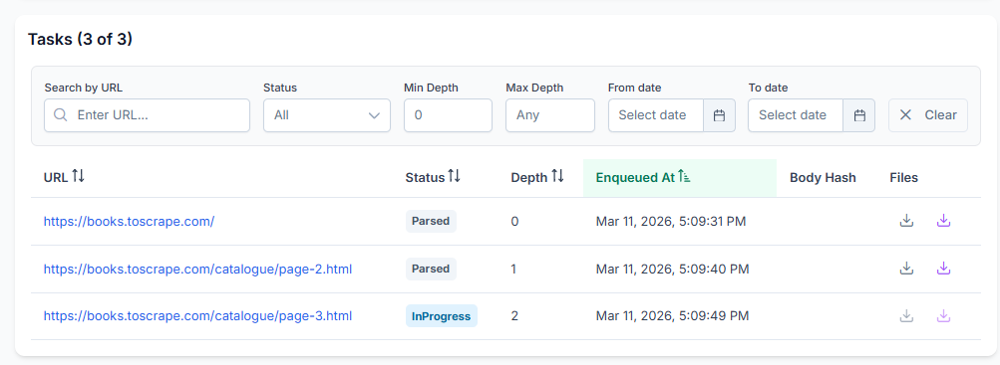 Tasks (3 of 3)
Search by URL Status Min Depth Max Depth From date To date
Enter URL... All 0 Any Select date Select date Clear
URL Status Depth Enqueued At Body Hash Files
https://books.toscrape.com/ Parsed 0 Mar 11, 2026, 5:09:31 PM
https://books.toscrape.com/catalogue/page-2.html Parsed 1 Mar 11, 2026, 5:09:40 PM
https://books.toscrape.com/catalogue/page-3.html InProgress 2 Mar 11, 2026, 5:09:49 PM